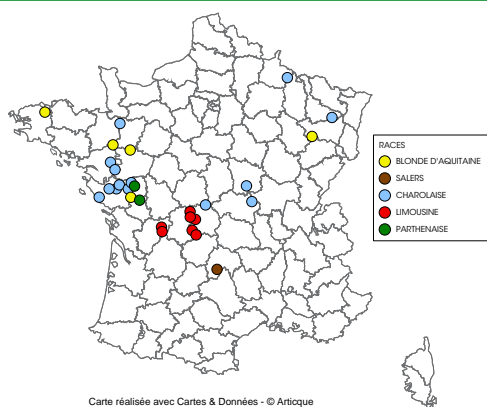 RACES
BLONDE D'AQUITAINE
SALERS
CHAROLAISE
LIMOUSINE
PARTHENAISE
Carte réalisée avec Cartes & Données - © Articque